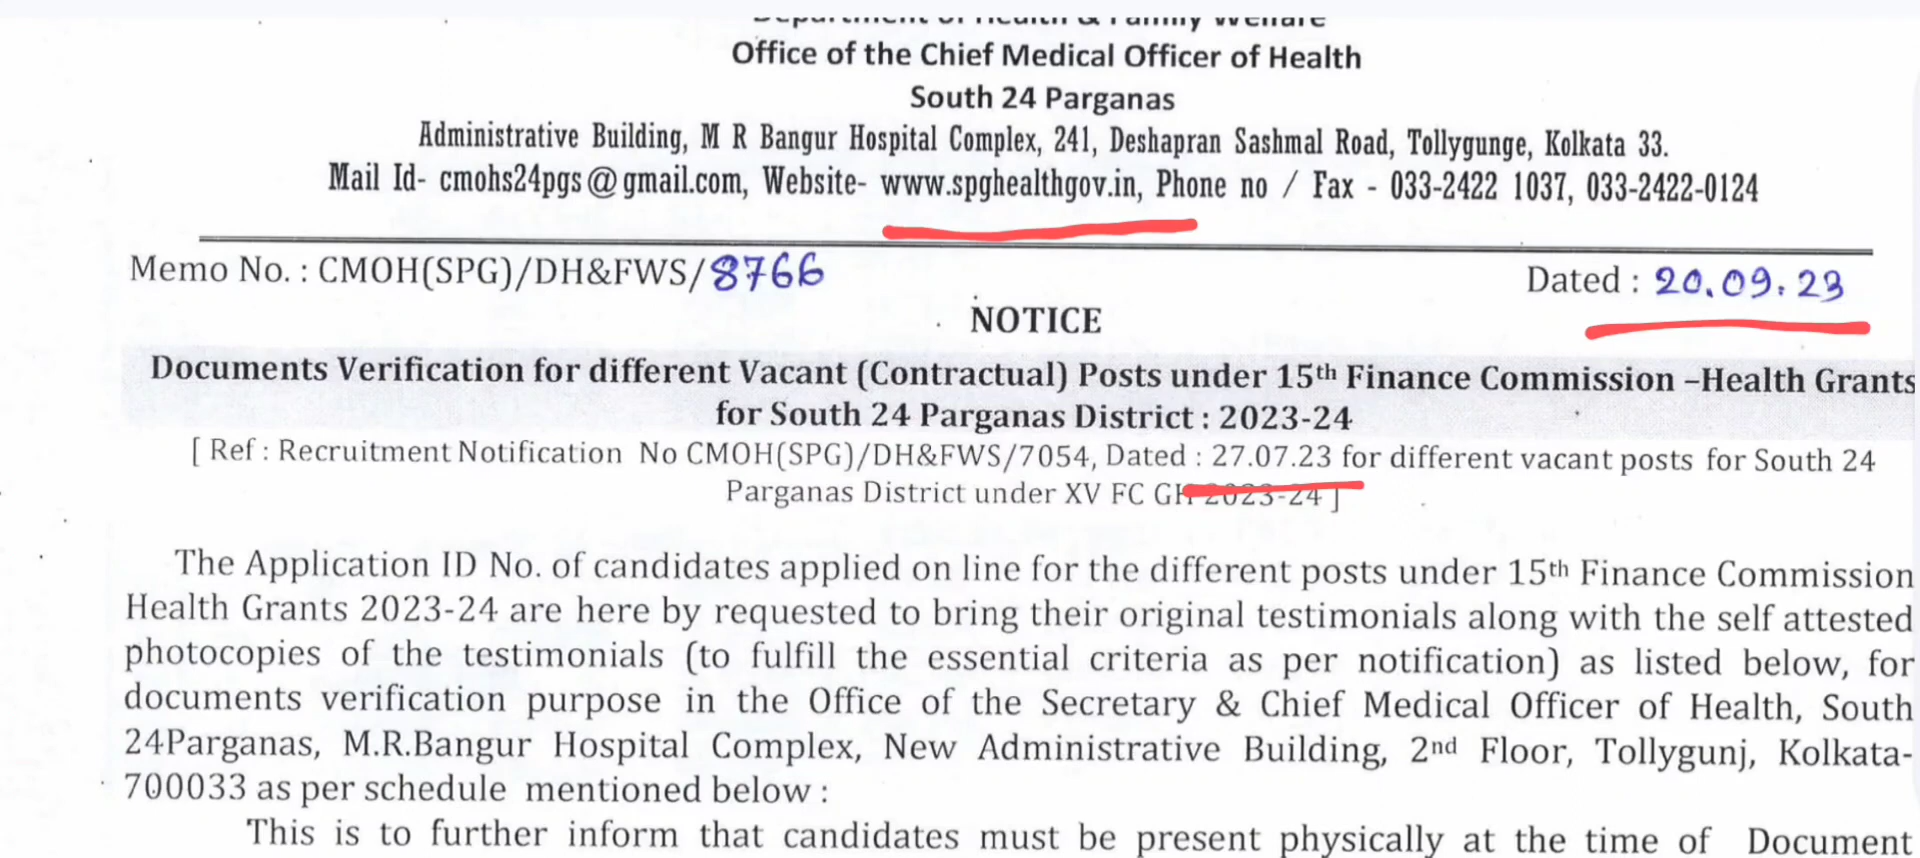 Department of Health & Family Welfare
Office of the Chief Medical Officer of Health
South 24 Parganas
Administrative Building, M R Bangur Hospital Complex, 241, Deshapran Sashmal Road, Tollygunge, Kolkata 33.
Mail Id- cmohs24pgs@gmail.com, Website- www.spghealthgov.in, Phone no / Fax - 033-2422 1037, 033-2422-0124
Memo No. : CMOH(SPG)/DH&FWS/8766 Dated : 20.09.23
NOTICE
Documents Verification for different Vacant (Contractual) Posts under 15th Finance Commission –Health Grants
for South 24 Parganas District : 2023-24
[ Ref : Recruitment Notification No CMOH(SPG)/DH&FWS/7054, Dated : 27.07.23 for different vacant posts for South 24
Parganas District under XV FC GH 2023-24 ]
The Application ID No. of candidates applied on line for the different posts under 15th Finance Commission
Health Grants 2023-24 are here by requested to bring their original testimonials along with the self attested
photocopies of the testimonials (to fulfill the essential criteria as per notification) as listed below, for
documents verification purpose in the Office of the Secretary & Chief Medical Officer of Health, South
24Parganas, M.R.Bangur Hospital Complex, New Administrative Building, 2nd Floor, Tollygunj, Kolkata-
700033 as per schedule mentioned below :
This is to further inform that candidates must be present physically at the time of Document